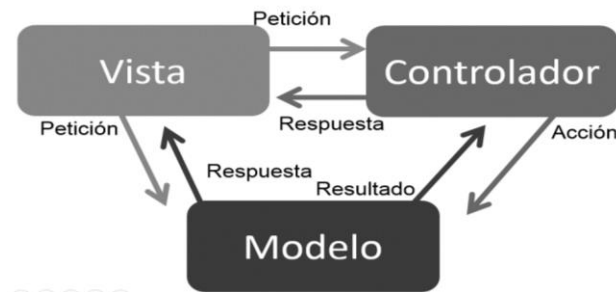 Petición
Vista
Controlador
Petición
Respuesta
Acción
Respuesta
Resultado
Modelo